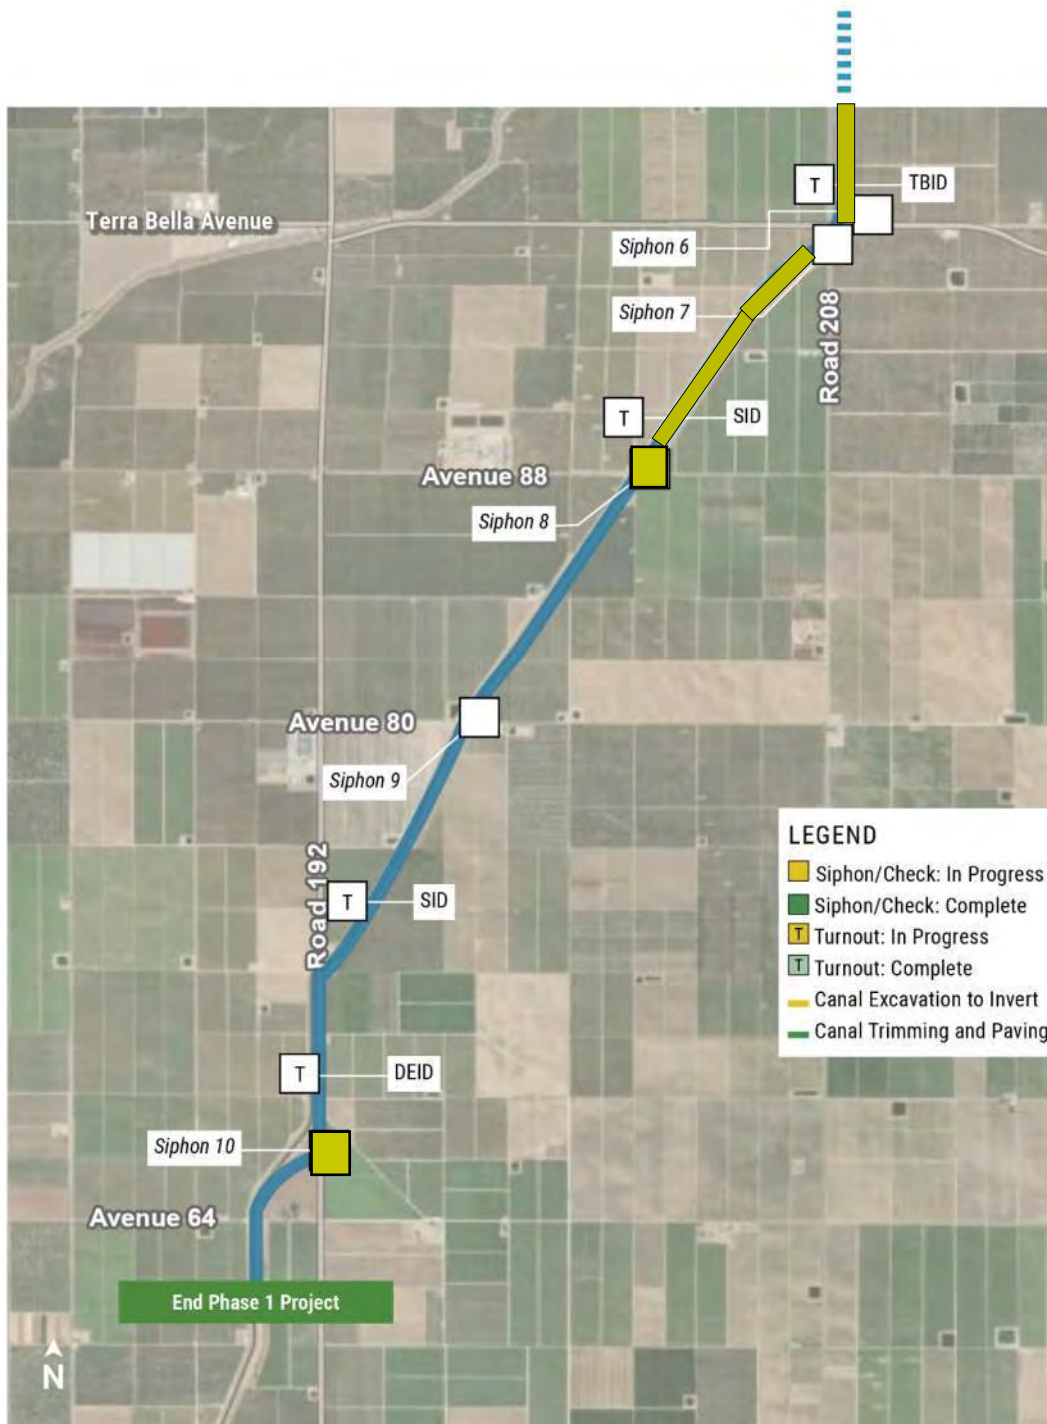 T
TBID
Terra Bella Avenue
Siphon 6
Siphon 7
Road 208
T
SID
Avenue 88
Siphon 8
Avenue 80
Siphon 9
LEGEND
Siphon/Check: In Progress
Siphon/Check: Complete
T Turnout: In Progress
T Turnout: Complete
Canal Excavation to Invert
Canal Trimming and Paving
Road 192
T
SID
T
DEID
Siphon 10
Avenue 64
End Phase 1 Project
N